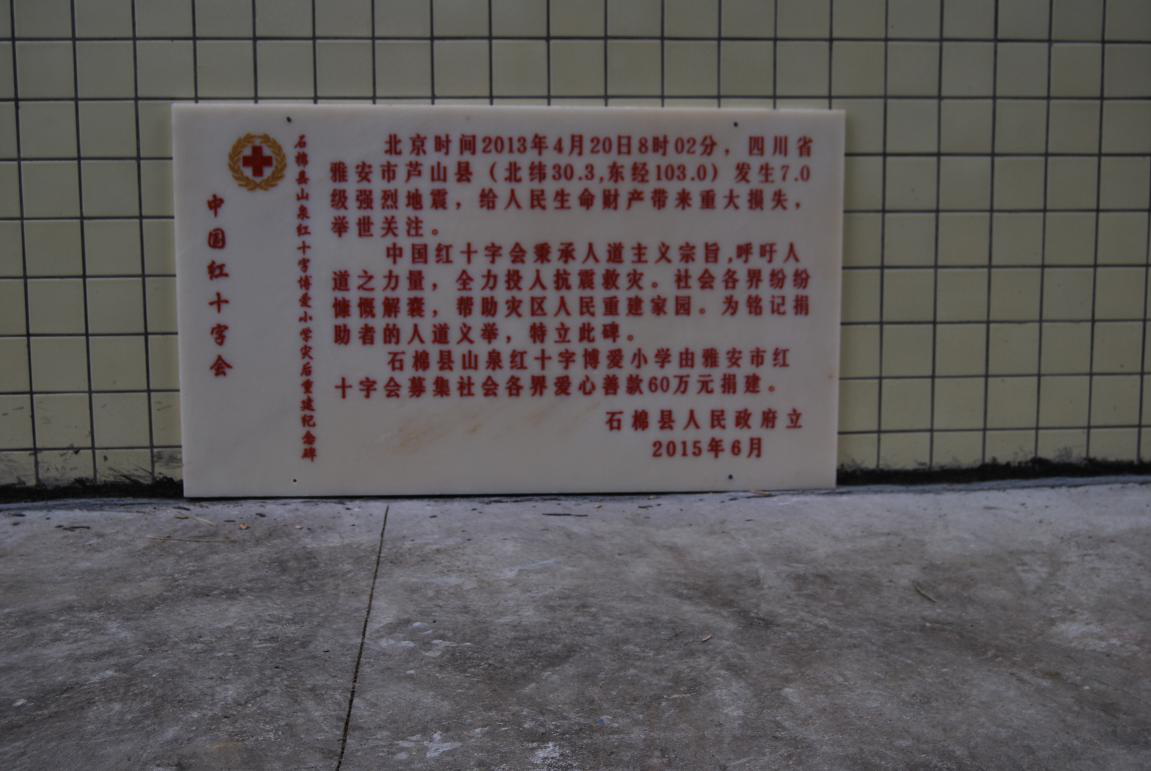 中国红十字会
石棉县山泉红十字博爱小学灾后重建纪念碑
北京时间2013年4月20日8时02分，四川省
雅安市芦山县（北纬30.3,东经103.0）发生7.0
级强烈地震，给人民生命财产带来重大损失，
举世关注。
中国红十字会秉承人道主义宗旨,呼吁人
道之力量，全力投入抗震救灾。社会各界纷纷
慷慨解囊，帮助灾区人民重建家园。为铭记捐
助者的人道义举，特立此碑。
石棉县山泉红十字博爱小学由雅安市红
十字会募集社会各界爱心善款60万元捐建。
石棉县人民政府立
2015年6月